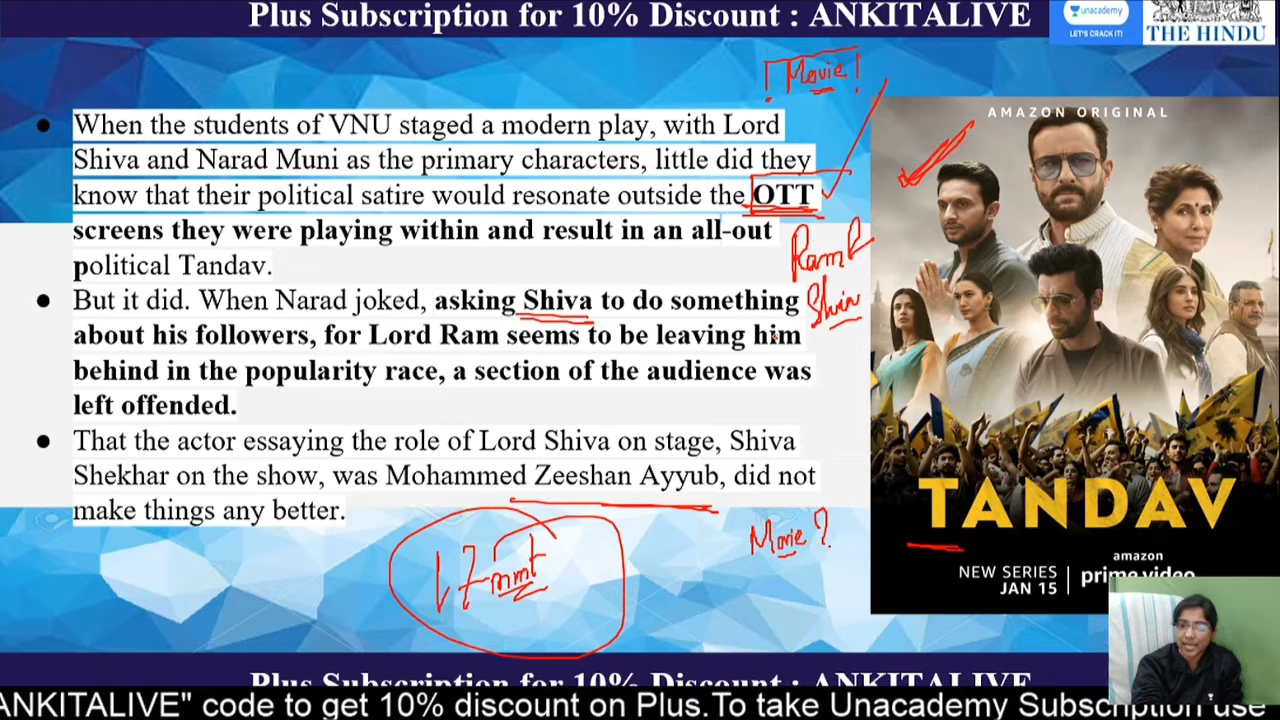 Plus Subscription for 10% Discount : ANKITALIVE
unacademy
LET'S CRACK IT!
THE HINDU
Movie!
AMAZON ORIGINAL
● When the students of VNU staged a modern play, with Lord
Shiva and Narad Muni as the primary characters, little did they
know that their political satire would resonate outside the OTT
screens they were playing within and result in an all-out
political Tandav.
Ram
● But it did. When Narad joked, asking Shiva to do something
Shiva
about his followers, for Lord Ram seems to be leaving him
behind in the popularity race, a section of the audience was
left offended.
● That the actor essaying the role of Lord Shiva on stage, Shiva
Shekhar on the show, was Mohammed Zeeshan Ayyub, did not
make things any better.
Movie?
17
TANDAV
NEW SERIES
JAN 15
amazon
prime video
Plus Subscription for 10% Discount : ANKITALIVE
ANKITALIVE" code to get 10% discount on Plus.To take Unacademy Subscription use